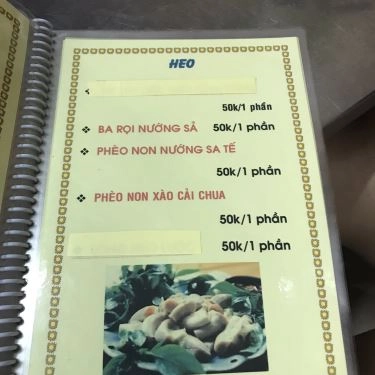 HEO
50k/1 phần
❖ BA RỌI NƯỚNG SẢ 50k/1 phần
❖ PHÈO NON NƯỚNG SA TẾ
50k/1 phần
❖ PHÈO NON XÀO CẢI CHUA
50k/1 phần
50k/1 phần